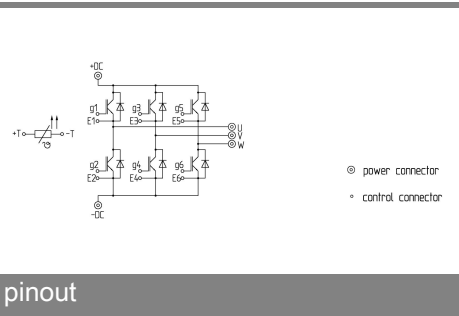 +DC
g1 g3 g5
E1 E3 E5
U
+T -T V
ϑ W
g2 g4 g6
E2 E4 E6
power connector
-DC
control connector
pinout